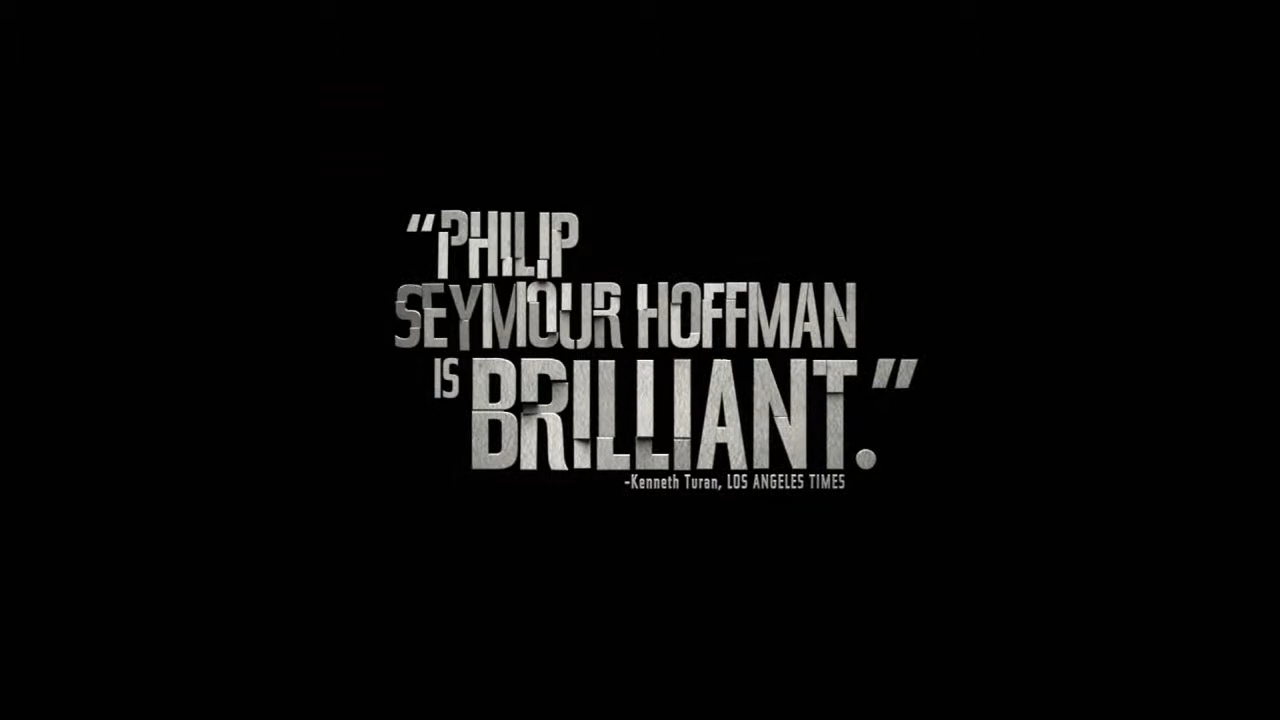 “PHILIP
SEYMOUR HOFFMAN
IS BRILLIANT.”
-Kenneth Turan, LOS ANGELES TIMES